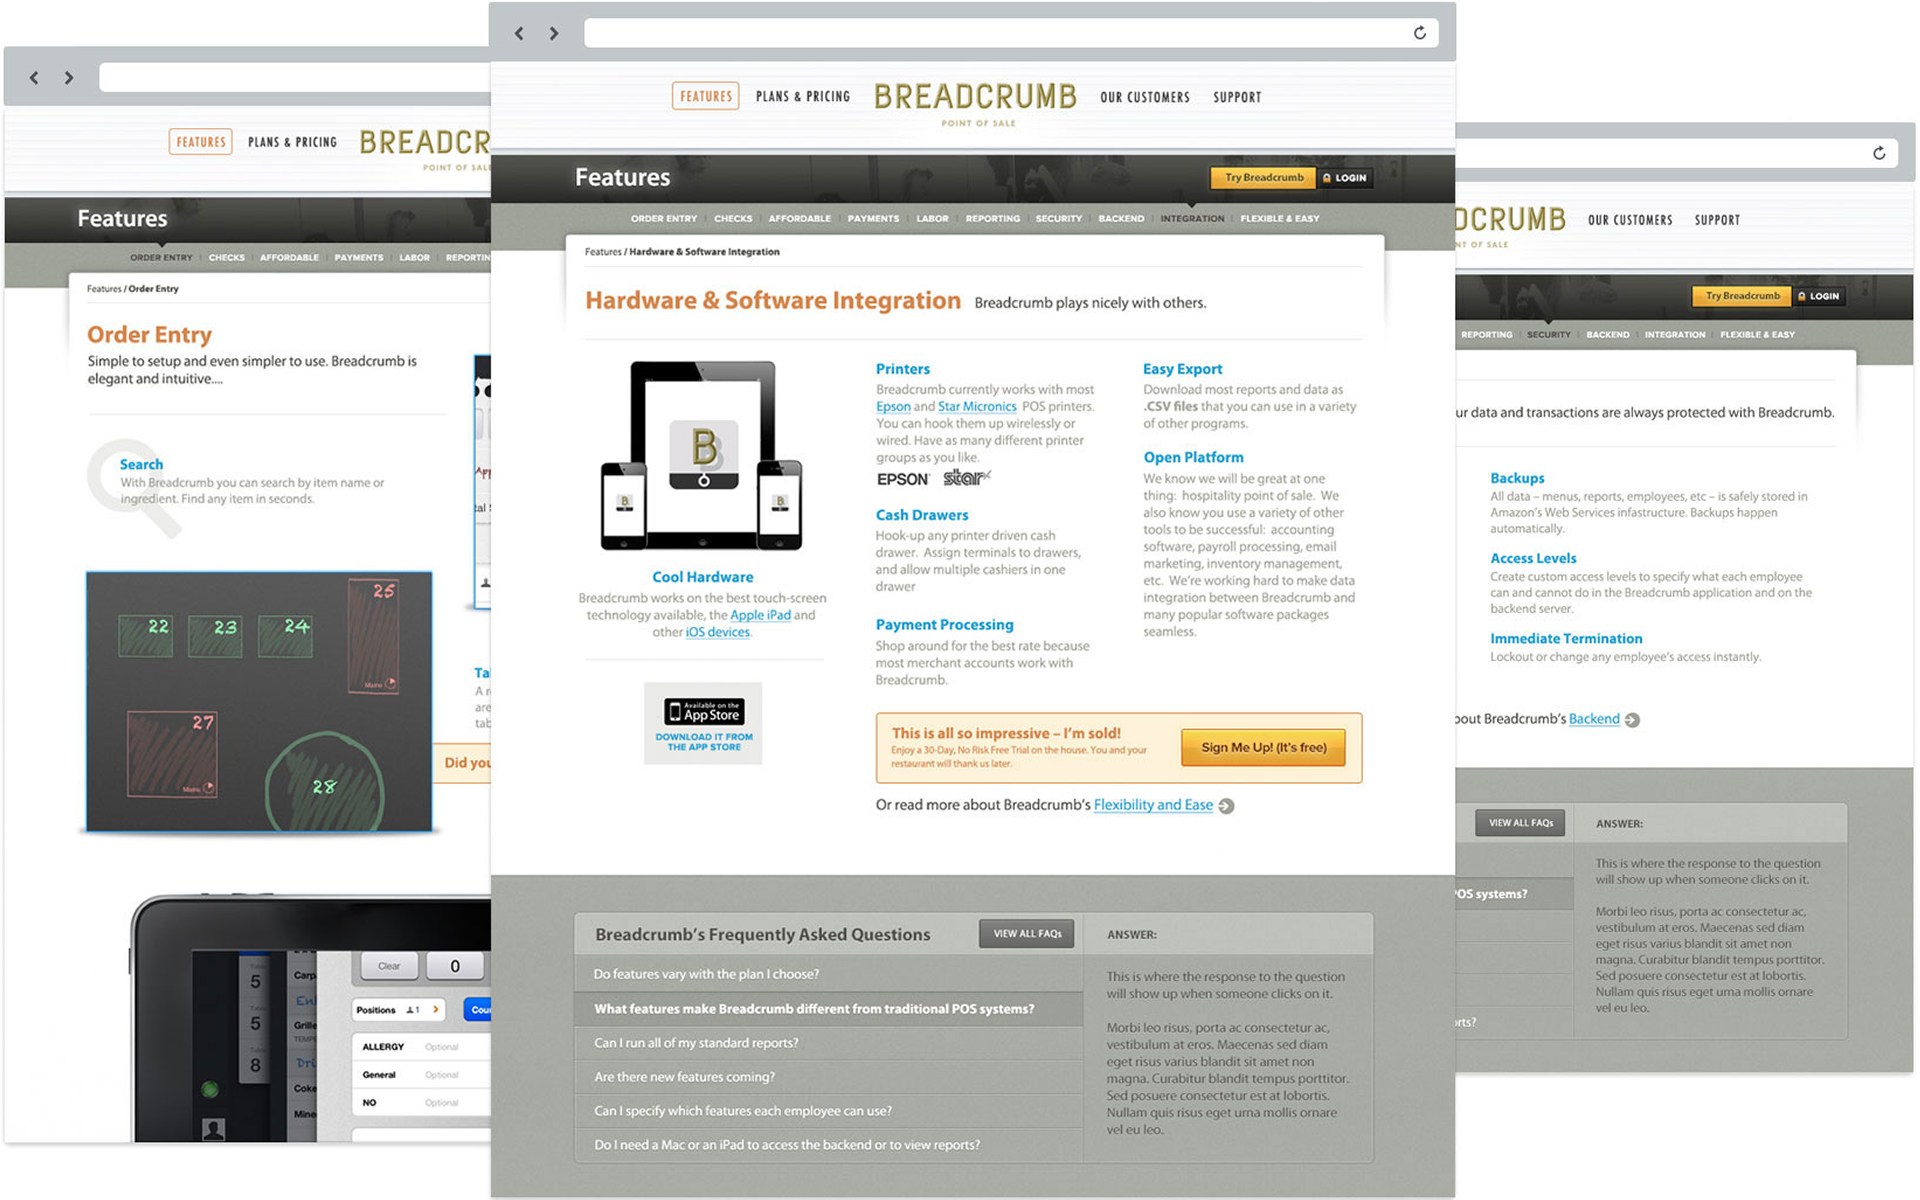 FEATURES
PLANS & PRICING
BREADCR
POINT OF SAL
Features
ORDER ENTRY
CHECKS
AFFORDABLE
PAYMENTS
LABOR
REPORTIN
Features / Order Entry
Order Entry
Simple to setup and even simpler to use. Breadcrumb is
elegant and intuitive....
Search
With Breadcrumb you can search by item name or
ingredient. Find any item in seconds.
22
23
24
25
Mains
27
Mains
28
Ta
A r
are
tab
Did you
Clear
0
Table
5
Table
5
Table
8
Carpa
Grille
TEMPE
Coke
Mine
Positions
1
Cour
ALLERGY
Optional
General
Optional
NO
Optional
FEATURES
PLANS & PRICING
BREADCRUMB
POINT OF SALE
OUR CUSTOMERS
SUPPORT
Features
Try Breadcrumb
LOGIN
ORDER ENTRY
CHECKS
AFFORDABLE
PAYMENTS
LABOR
REPORTING
SECURITY
BACKEND
INTEGRATION
FLEXIBLE & EASY
Features / Hardware & Software Integration
Hardware & Software Integration
Breadcrumb plays nicely with others.
B
B
B
Cool Hardware
Breadcrumb works on the best touch-screen
technology available, the Apple iPad and
other iOS devices.
Available on the
App Store
DOWNLOAD IT FROM
THE APP STORE
Printers
Breadcrumb currently works with most
Epson and Star Micronics POS printers.
You can hook them up wirelessly or
wired. Have as many different printer
groups as you like.
EPSON
star
Cash Drawers
Hook-up any printer driven cash
drawer. Assign terminals to drawers,
and allow multiple cashiers in one
drawer
Payment Processing
Shop around for the best rate because
most merchant accounts work with
Breadcrumb.
Easy Export
Download most reports and data as
.CSV files that you can use in a variety
of other programs.
Open Platform
We know we will be great at one
thing: hospitality point of sale. We
also know you use a variety of other
tools to be successful: accounting
software, payroll processing, email
marketing, inventory management,
etc. We're working hard to make data
integration between Breadcrumb and
many popular software packages
seamless.
This is all so impressive – I'm sold!
Enjoy a 30-Day, No Risk Free Trial on the house. You and your
restaurant will thank us later.
Sign Me Up! (It's free)
Or read more about Breadcrumb's Flexibility and Ease
Breadcrumb's Frequently Asked Questions
VIEW ALL FAQs
Do features vary with the plan I choose?
What features make Breadcrumb different from traditional POS systems?
Can I run all of my standard reports?
Are there new features coming?
Can I specify which features each employee can use?
Do I need a Mac or an iPad to access the backend or to view reports?
ANSWER:
This is where the response to the question
will show up when someone clicks on it.
Morbi leo risus, porta ac consectetur ac,
vestibulum at eros. Maecenas sed diam
eget risus varius blandit sit amet non
magna. Curabitur blandit tempus porttitor.
Sed posuere consectetur est at lobortis.
Nullam quis risus eget urna mollis ornare
vel eu leo.
DCRUMB
NT OF SALE
OUR CUSTOMERS
SUPPORT
Try Breadcrumb
LOGIN
REPORTING
SECURITY
BACKEND
INTEGRATION
FLEXIBLE & EASY
ur data and transactions are always protected with Breadcrumb.
Backups
All data – menus, reports, employees, etc – is safely stored in
Amazon's Web Services infastructure. Backups happen
automatically.
Access Levels
Create custom access levels to specify what each employee
can and cannot do in the Breadcrumb application and on the
backend server.
Immediate Termination
Lockout or change any employee's access instantly.
bout Breadcrumb's Backend
VIEW ALL FAQs
POS systems?
orts?
ANSWER:
This is where the response to the question
will show up when someone clicks on it.
Morbi leo risus, porta ac consectetur ac,
vestibulum at eros. Maecenas sed diam
eget risus varius blandit sit amet non
magna. Curabitur blandit tempus porttitor.
Sed posuere consectetur est at lobortis.
Nullam quis risus eget urna mollis ornare
vel eu leo.